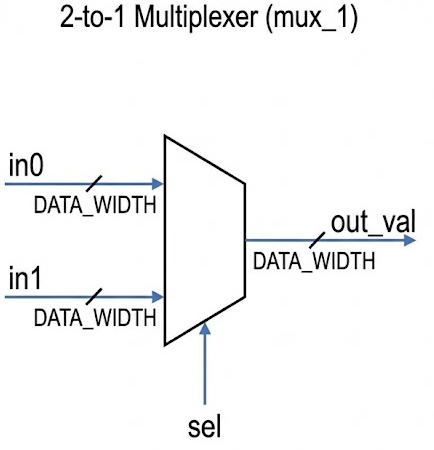 2-to-1 Multiplexer (mux_1)
in0
DATA_WIDTH
out_val
DATA_WIDTH
in1
DATA_WIDTH
sel